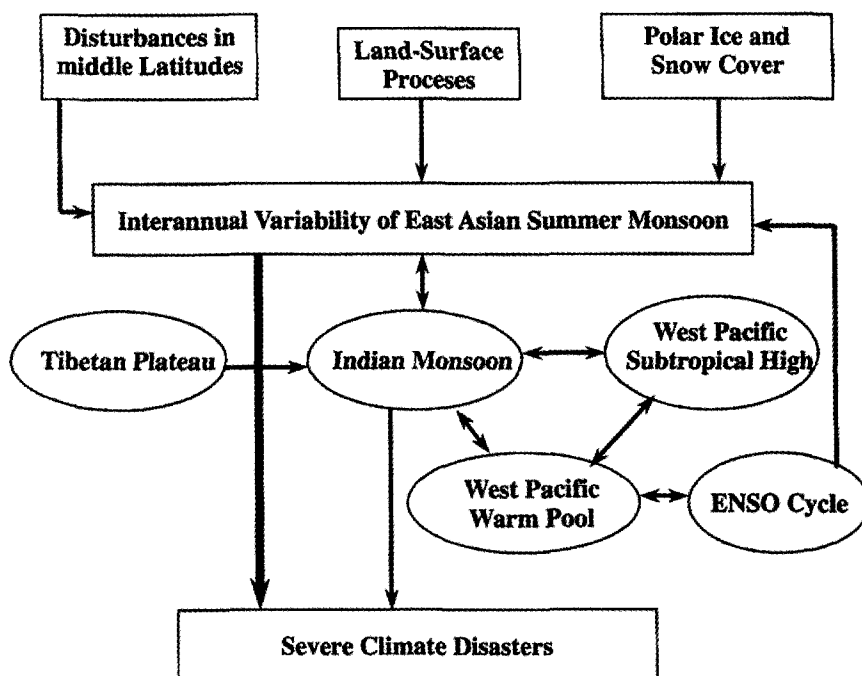 Disturbances in
middle Latitudes
Land-Surface
Proceses
Polar Ice and
Snow Cover
Interannual Variability of East Asian Summer Monsoon
Tibetan Plateau
Indian Monsoon
West Pacific
Subtropical High
West Pacific
Warm Pool
ENSO Cycle
Severe Climate Disasters